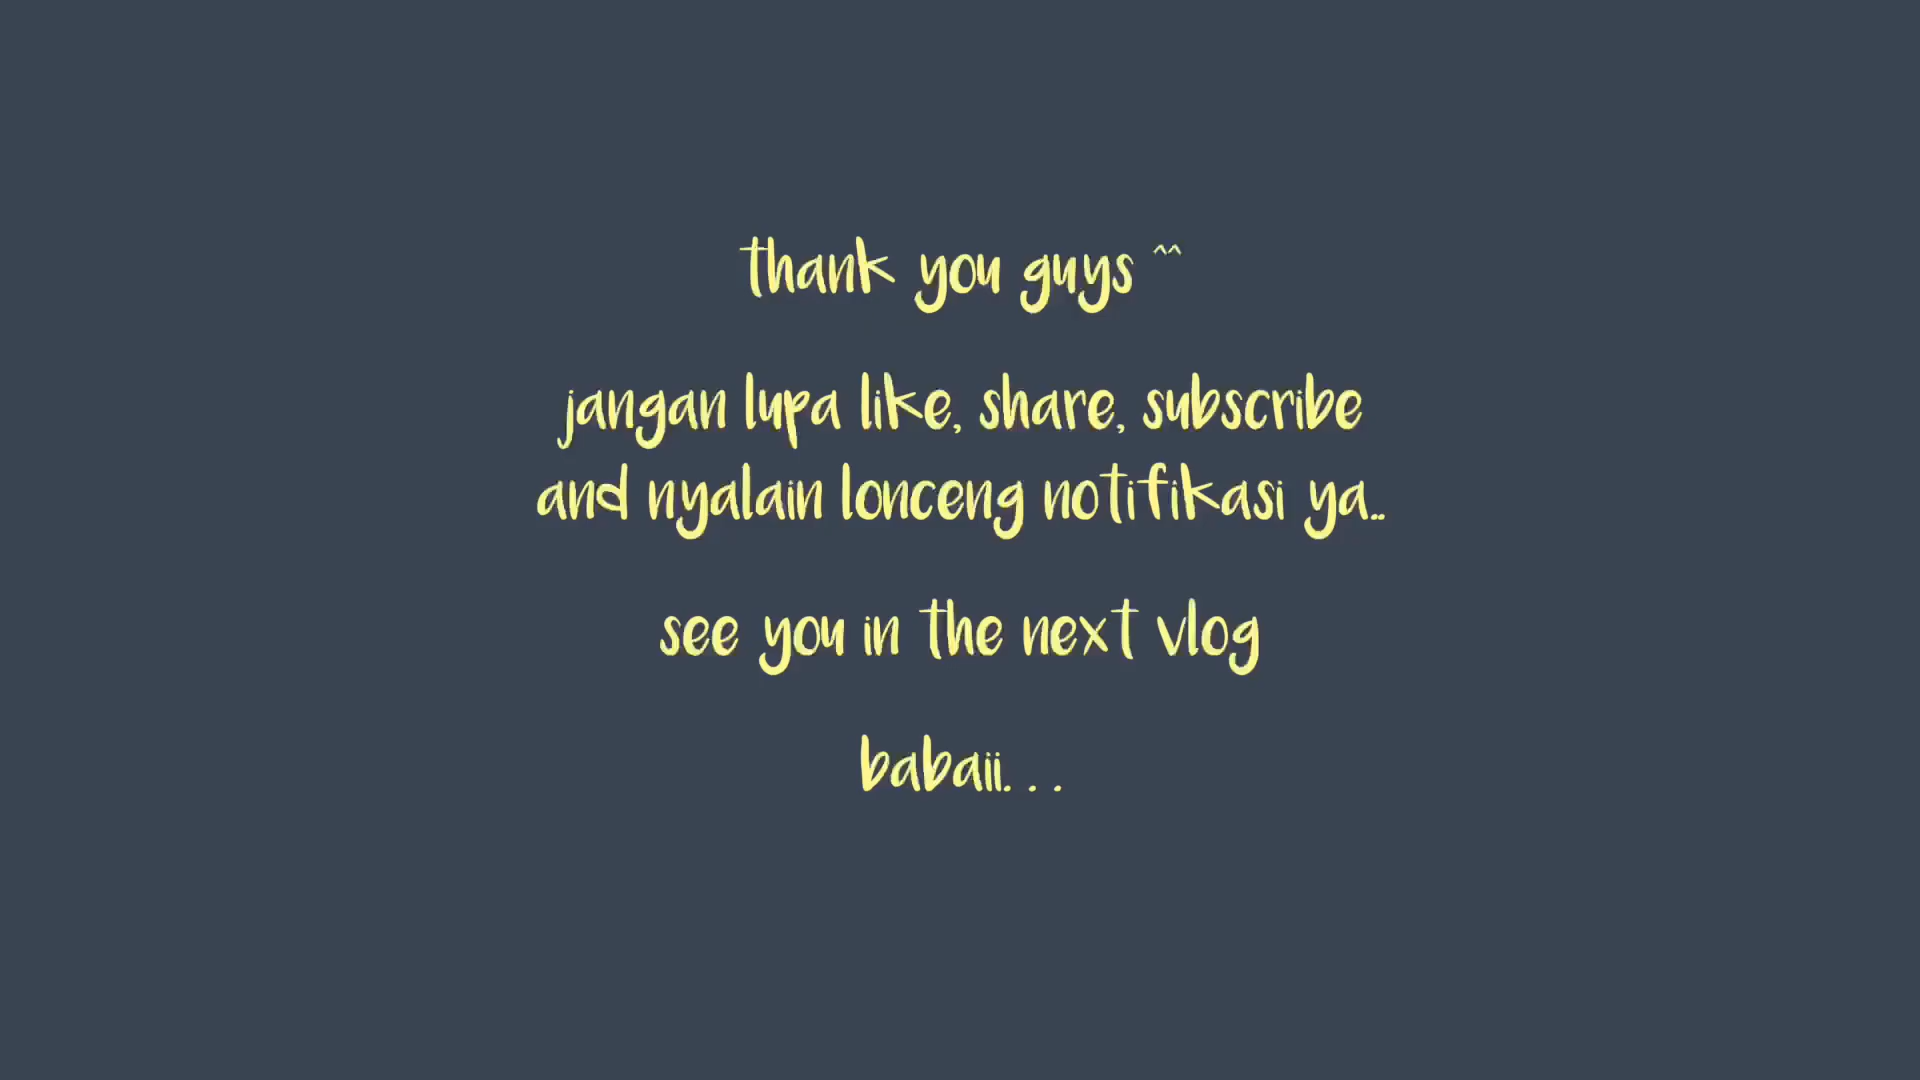 thank you guys ^^
jangan lupa like, share, subscribe
and nyalain lonceng notifikasi ya..
see you in the next vlog
babaii. . .